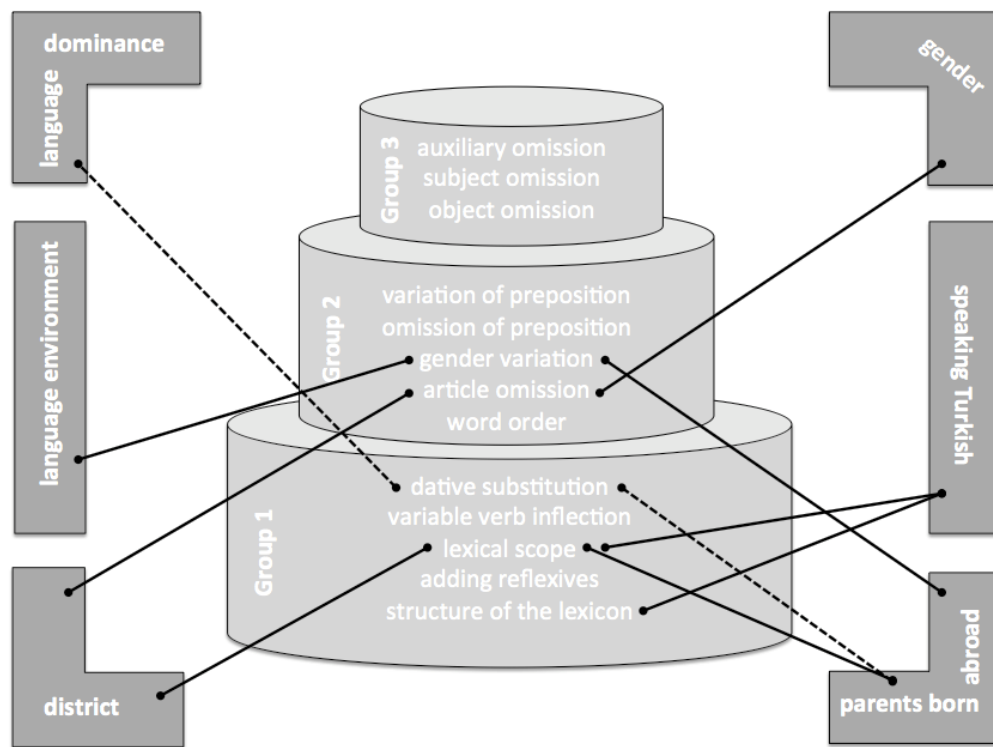 dominance
language
language environment
district
Group 3
auxiliary omission
subject omission
object omission
Group 2
variation of preposition
omission of preposition
gender variation
article omission
word order
Group 1
dative substitution
variable verb inflection
lexical scope
adding reflexives
structure of the lexicon
gender
speaking Turkish
abroad
parents born